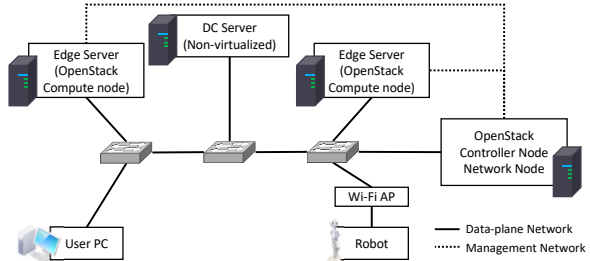 DC Server
(Non-virtualized)
Edge Server
(OpenStack
Compute node)
Edge Server
(OpenStack
Compute node)
OpenStack
Controller Node
Network Node
Wi-Fi AP
User PC
Robot
Data-plane Network
Management Network